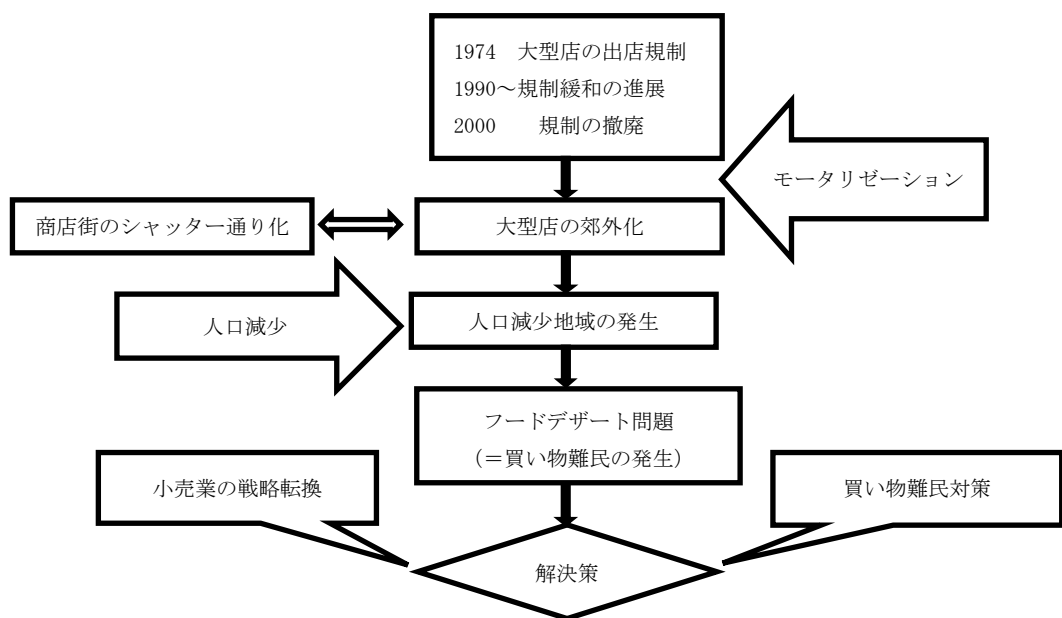 1974　大型店の出店規制
1990～規制緩和の進展
2000　　規制の撤廃
モータリゼーション
商店街のシャッター通り化
大型店の郊外化
人口減少
人口減少地域の発生
フードデザート問題
（＝買い物難民の発生）
小売業の戦略転換
買い物難民対策
解決策